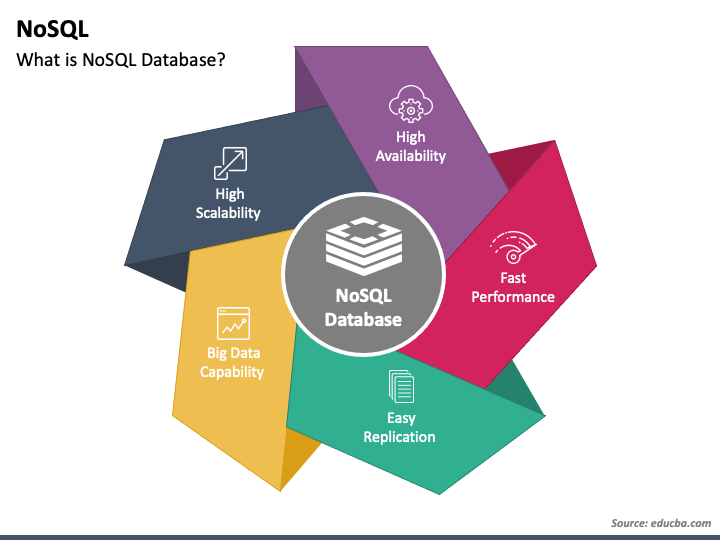 NoSQL
What is NoSQL Database?
High
Availability
High
Scalability
Fast
Performance
NoSQL
Database
Big Data
Capability
Easy
Replication
Source: educba.com